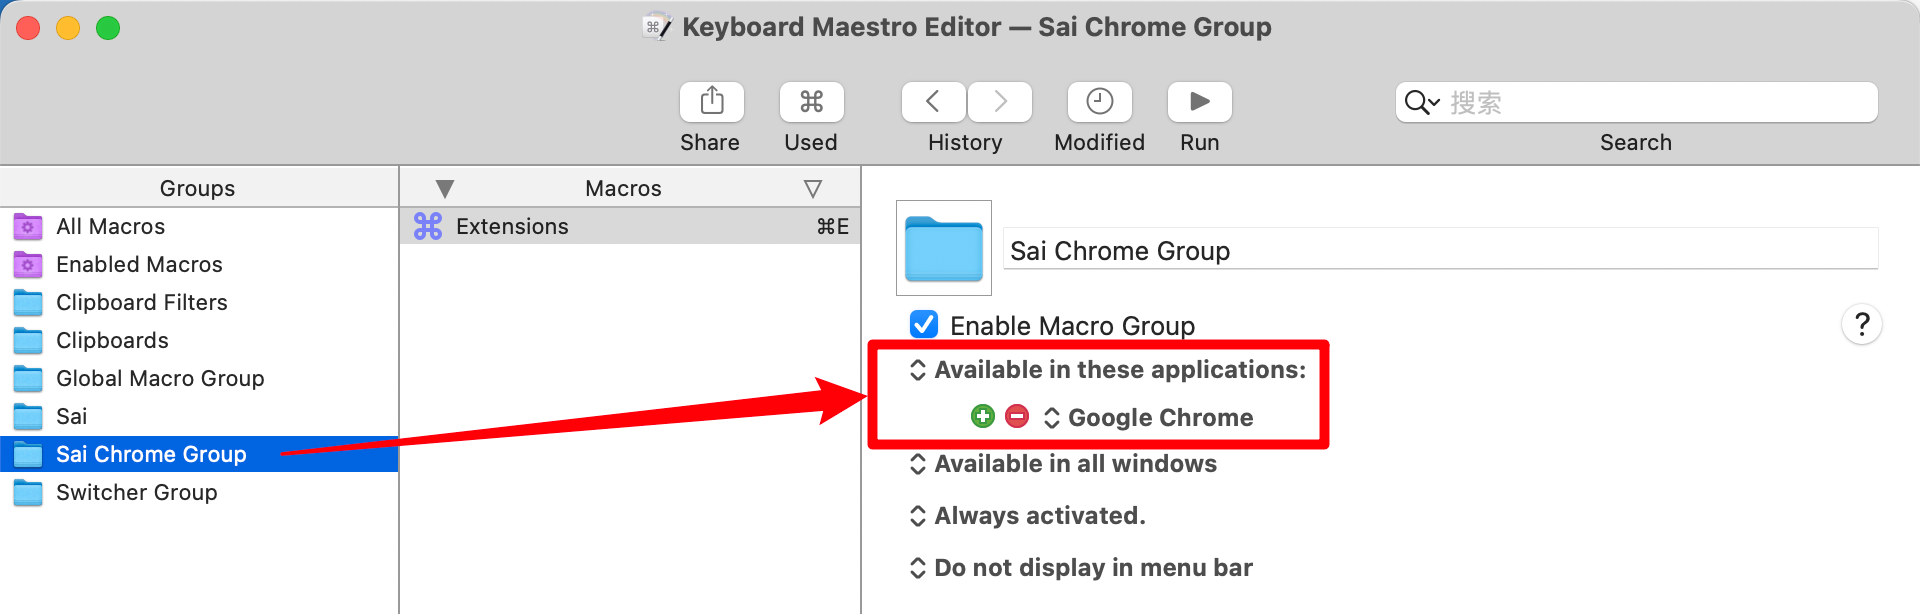 Keyboard Maestro Editor — Sai Chrome Group
搜索
Share
Used
History
Modified
Run
Search
Groups
All Macros
Enabled Macros
Clipboard Filters
Clipboards
Global Macro Group
Sai
Sai Chrome Group
Switcher Group
Macros
Extensions ⌘E
Sai Chrome Group
Enable Macro Group
?
Available in these applications:
Google Chrome
Available in all windows
Always activated.
Do not display in menu bar